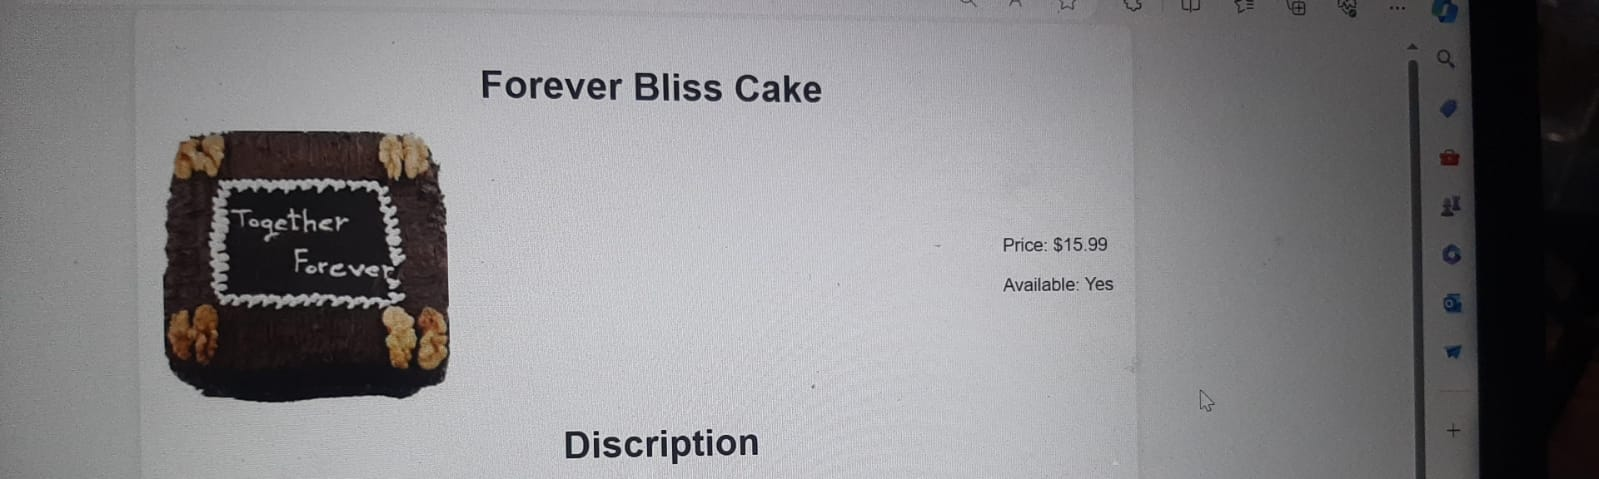 Forever Bliss Cake
Together
Forever
Price: $15.99
Available: Yes
Discription